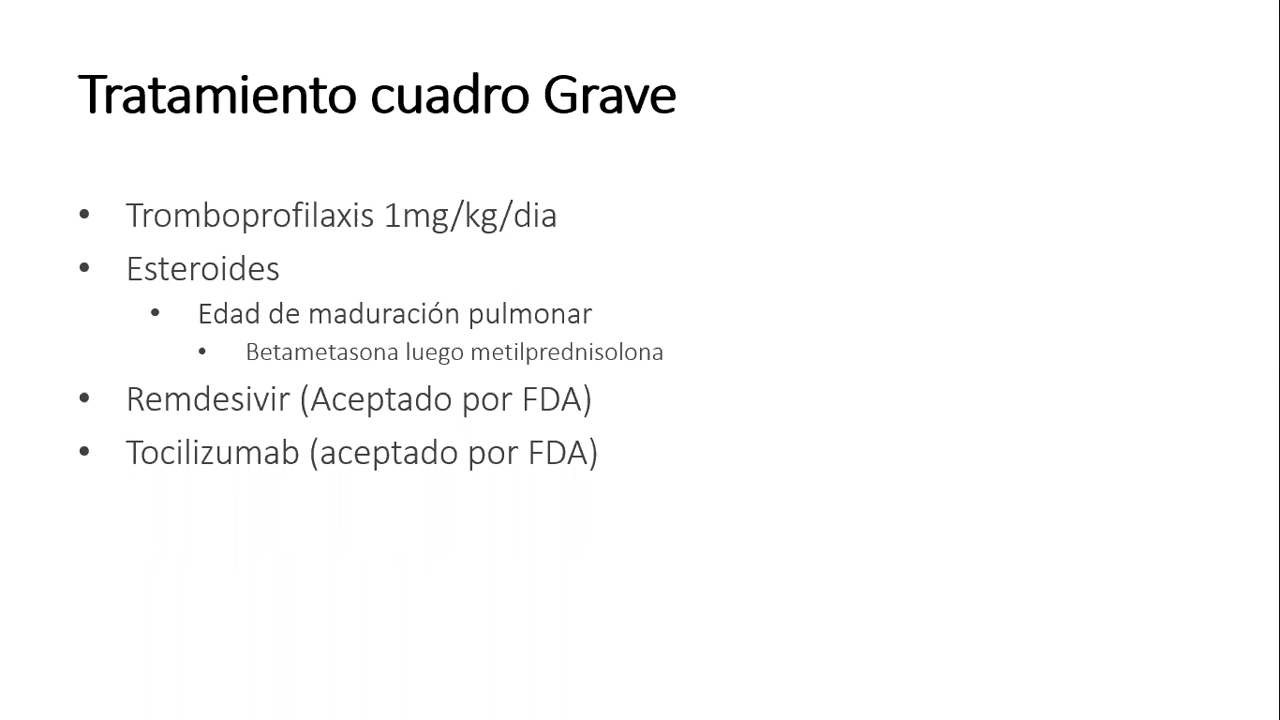 Tratamiento cuadro Grave
• Tromboprofilaxis 1mg/kg/dia
• Esteroides
• Edad de maduración pulmonar
• Betametasona luego metilprednisolona
• Remdesivir (Aceptado por FDA)
• Tocilizumab (aceptado por FDA)